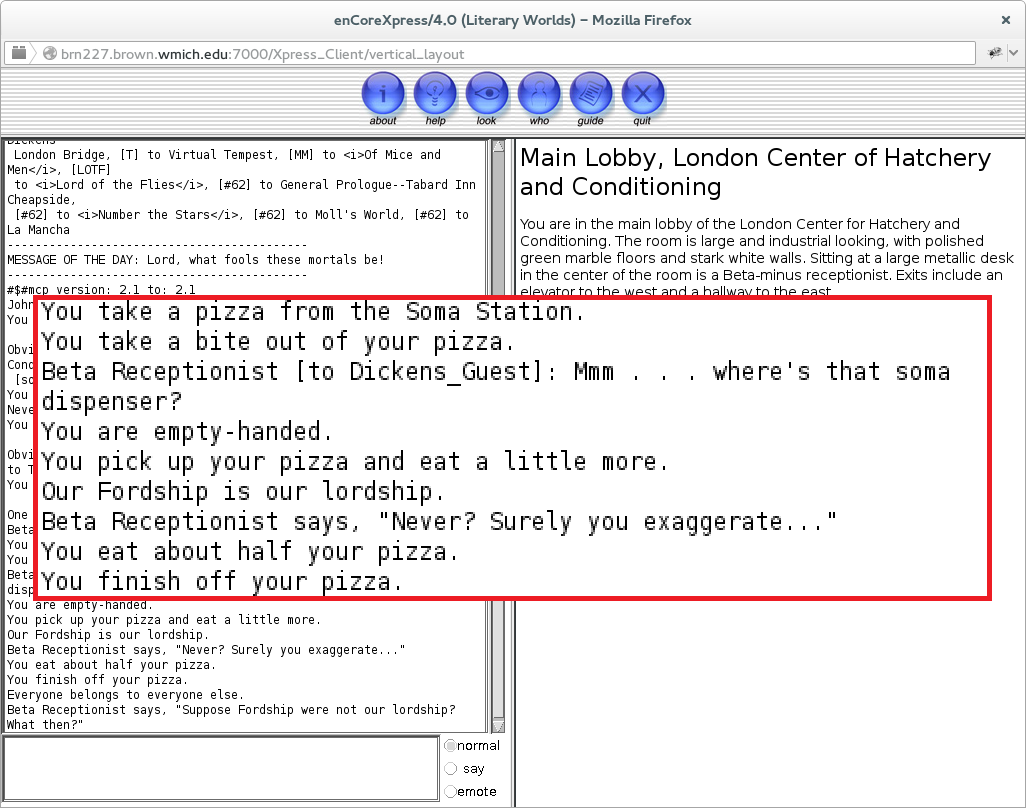 enCoreXpress/4.0 (Literary Worlds) – Mozilla Firefox
brn227.brown.wmich.edu:7000/Xpress_Client/vertical_layout
about help look who guide quit
Dickens
London Bridge, [T] to Virtual Tempest, [MM] to <i>Of Mice and
Men</i>, [LOTF]
to <i>Lord of the Flies</i>, [#62] to General Prologue--Tabard Inn
Cheapside,
[#62] to <i>Number the Stars</i>, [#62] to Moll's World, [#62] to
La Mancha
----------------------------------------
MESSAGE OF THE DAY: Lord, what fools these mortals be!
----------------------------------------
#$#mcp version: 2.1 to: 2.1
John
You
Obvi
Cond
[so
You
Neve
You
Obvi
to T
You
One
Beta
You
You
Beta
disp
You are empty-handed.
You pick up your pizza and eat a little more.
Our Fordship is our lordship.
Beta Receptionist says, "Never? Surely you exaggerate..."
You eat about half your pizza.
You finish off your pizza.
Everyone belongs to everyone else.
Beta Receptionist says, "Suppose Fordship were not our lordship?
What then?"
You take a pizza from the Soma Station.
You take a bite out of your pizza.
Beta Receptionist [to Dickens_Guest]: Mmm . . . where's that soma
dispenser?
You are empty-handed.
You pick up your pizza and eat a little more.
Our Fordship is our lordship.
Beta Receptionist says, "Never? Surely you exaggerate..."
You eat about half your pizza.
You finish off your pizza.
Main Lobby, London Center of Hatchery
and Conditioning
You are in the main lobby of the London Center for Hatchery and
Conditioning. The room is large and industrial looking, with polished
green marble floors and stark white walls. Sitting at a large metallic desk
in the center of the room is a Beta-minus receptionist. Exits include an
elevator to the west and a hallway to the east.
normal
say
emote